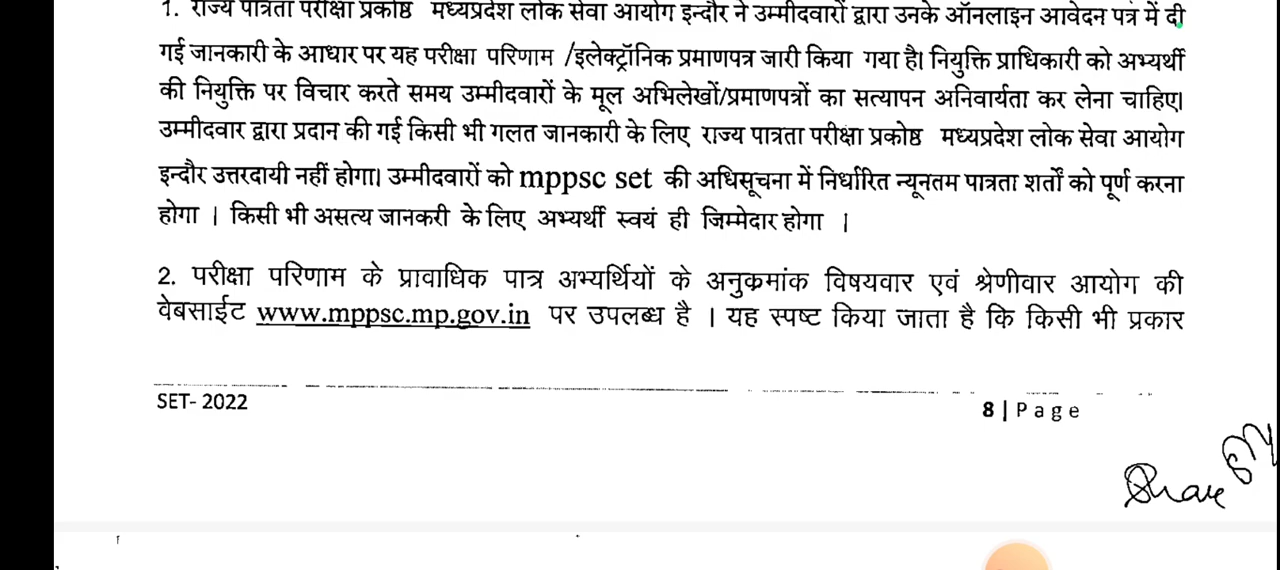 1. राज्य पात्रता परीक्षा प्रकोष्ठ मध्यप्रदेश लोक सेवा आयोग इन्दौर ने उम्मीदवारों द्वारा उनके ऑनलाइन आवेदन पत्र में दी
गई जानकारी के आधार पर यह परीक्षा परिणाम /इलेक्ट्रॉनिक प्रमाणपत्र जारी किया गया है। नियुक्ति प्राधिकारी को अभ्यर्थी
की नियुक्ति पर विचार करते समय उम्मीदवारों के मूल अभिलेखों/प्रमाणपत्रों का सत्यापन अनिवार्यता कर लेना चाहिए।
उम्मीदवार द्वारा प्रदान की गई किसी भी गलत जानकारी के लिए राज्य पात्रता परीक्षा प्रकोष्ठ मध्यप्रदेश लोक सेवा आयोग
इन्दौर उत्तरदायी नहीं होगा। उम्मीदवारों को mppsc set की अधिसूचना में निर्धारित न्यूनतम पात्रता शर्तों को पूर्ण करना
होगा । किसी भी असत्य जानकरी के लिए अभ्यर्थी स्वयं ही जिम्मेदार होगा ।
2. परीक्षा परिणाम के प्रावाधिक पात्र अभ्यर्थियों के अनुक्रमांक विषयवार एवं श्रेणीवार आयोग की
वेबसाईट www.mppsc.mp.gov.in पर उपलब्ध है । यह स्पष्ट किया जाता है कि किसी भी प्रकार
SET- 2022
8 | Page